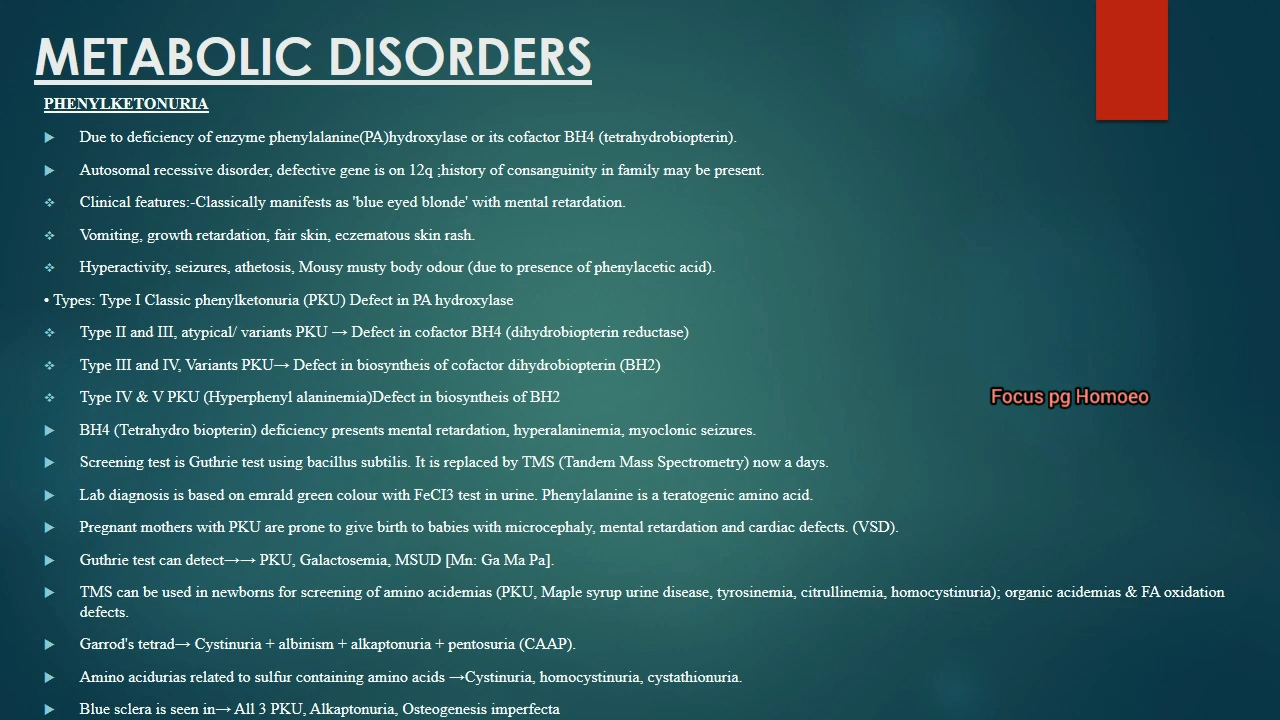 METABOLIC DISORDERS
PHENYLKETONURIA
Due to deficiency of enzyme phenylalanine(PA)hydroxylase or its cofactor BH4 (tetrahydrobiopterin).
Autosomal recessive disorder, defective gene is on 12q ;history of consanguinity in family may be present.
Clinical features:-Classically manifests as 'blue eyed blonde' with mental retardation.
Vomiting, growth retardation, fair skin, eczematous skin rash.
Hyperactivity, seizures, athetosis, Mousy musty body odour (due to presence of phenylacetic acid).
• Types: Type I Classic phenylketonuria (PKU) Defect in PA hydroxylase
Type II and III, atypical/ variants PKU → Defect in cofactor BH4 (dihydrobiopterin reductase)
Type III and IV, Variants PKU→ Defect in biosyntheis of cofactor dihydrobiopterin (BH2)
Type IV & V PKU (Hyperphenyl alaninemia)Defect in biosyntheis of BH2
Focus pg Homoeo
BH4 (Tetrahydro biopterin) deficiency presents mental retardation, hyperalaninemia, myoclonic seizures.
Screening test is Guthrie test using bacillus subtilis. It is replaced by TMS (Tandem Mass Spectrometry) now a days.
Lab diagnosis is based on emrald green colour with FeCI3 test in urine. Phenylalanine is a teratogenic amino acid.
Pregnant mothers with PKU are prone to give birth to babies with microcephaly, mental retardation and cardiac defects. (VSD).
Guthrie test can detect→→ PKU, Galactosemia, MSUD [Mn: Ga Ma Pa].
TMS can be used in newborns for screening of amino acidemias (PKU, Maple syrup urine disease, tyrosinemia, citrullinemia, homocystinuria); organic acidemias & FA oxidation
defects.
Garrod's tetrad→ Cystinuria + albinism + alkaptonuria + pentosuria (CAAP).
Amino acidurias related to sulfur containing amino acids →Cystinuria, homocystinuria, cystathionuria.
Blue sclera is seen in→ All 3 PKU, Alkaptonuria, Osteogenesis imperfecta